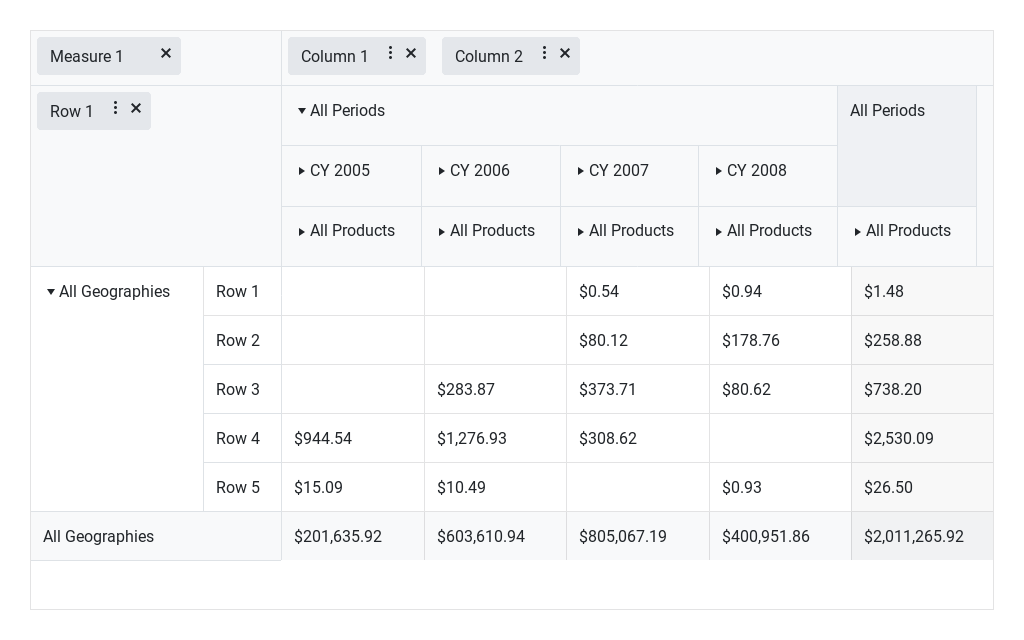 Measure 1 Column 1 Column 2
Row 1 All Periods All Periods
CY 2005 CY 2006 CY 2007 CY 2008
All Products All Products All Products All Products All Products
All Geographies Row 1 $0.54 $0.94 $1.48
Row 2 $80.12 $178.76 $258.88
Row 3 $283.87 $373.71 $80.62 $738.20
Row 4 $944.54 $1,276.93 $308.62 $2,530.09
Row 5 $15.09 $10.49 $0.93 $26.50
All Geographies $201,635.92 $603,610.94 $805,067.19 $400,951.86 $2,011,265.92